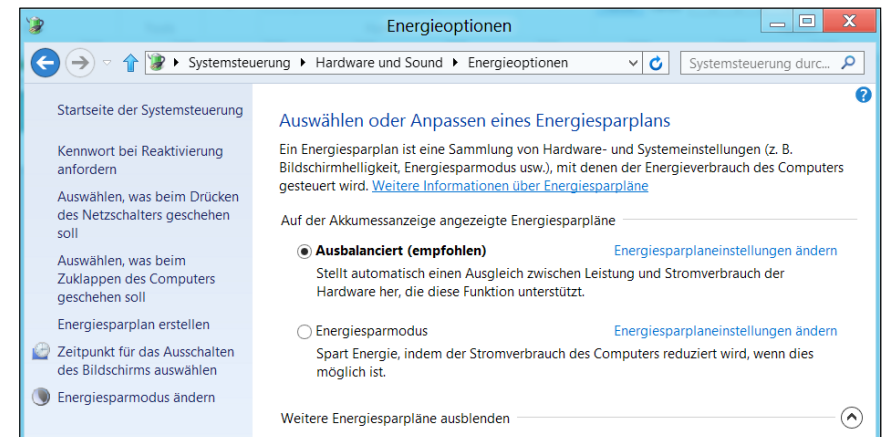 Energieoptionen
X
Systemsteuerung ▸ Hardware und Sound ▸ Energieoptionen
Systemsteuerung durc...
?
Startseite der Systemsteuerung
Kennwort bei Reaktivierung
anfordern
Auswählen, was beim Drücken
des Netzschalters geschehen
soll
Auswählen, was beim
Zuklappen des Computers
geschehen soll
Energiesparplan erstellen
Zeitpunkt für das Ausschalten
des Bildschirms auswählen
Energiesparmodus ändern
Auswählen oder Anpassen eines Energiesparplans
Ein Energiesparplan ist eine Sammlung von Hardware- und Systemeinstellungen (z. B.
Bildschirmhelligkeit, Energiesparmodus usw.), mit denen der Energieverbrauch des Computers
gesteuert wird. Weitere Informationen über Energiesparpläne
Auf der Akkumessanzeige angezeigte Energiesparpläne
Ausbalanciert (empfohlen) Energiesparplaneinstellungen ändern
Stellt automatisch einen Ausgleich zwischen Leistung und Stromverbrauch der
Hardware her, die diese Funktion unterstützt.
Energiesparmodus Energiesparplaneinstellungen ändern
Spart Energie, indem der Stromverbrauch des Computers reduziert wird, wenn dies
möglich ist.
Weitere Energiesparpläne ausblenden